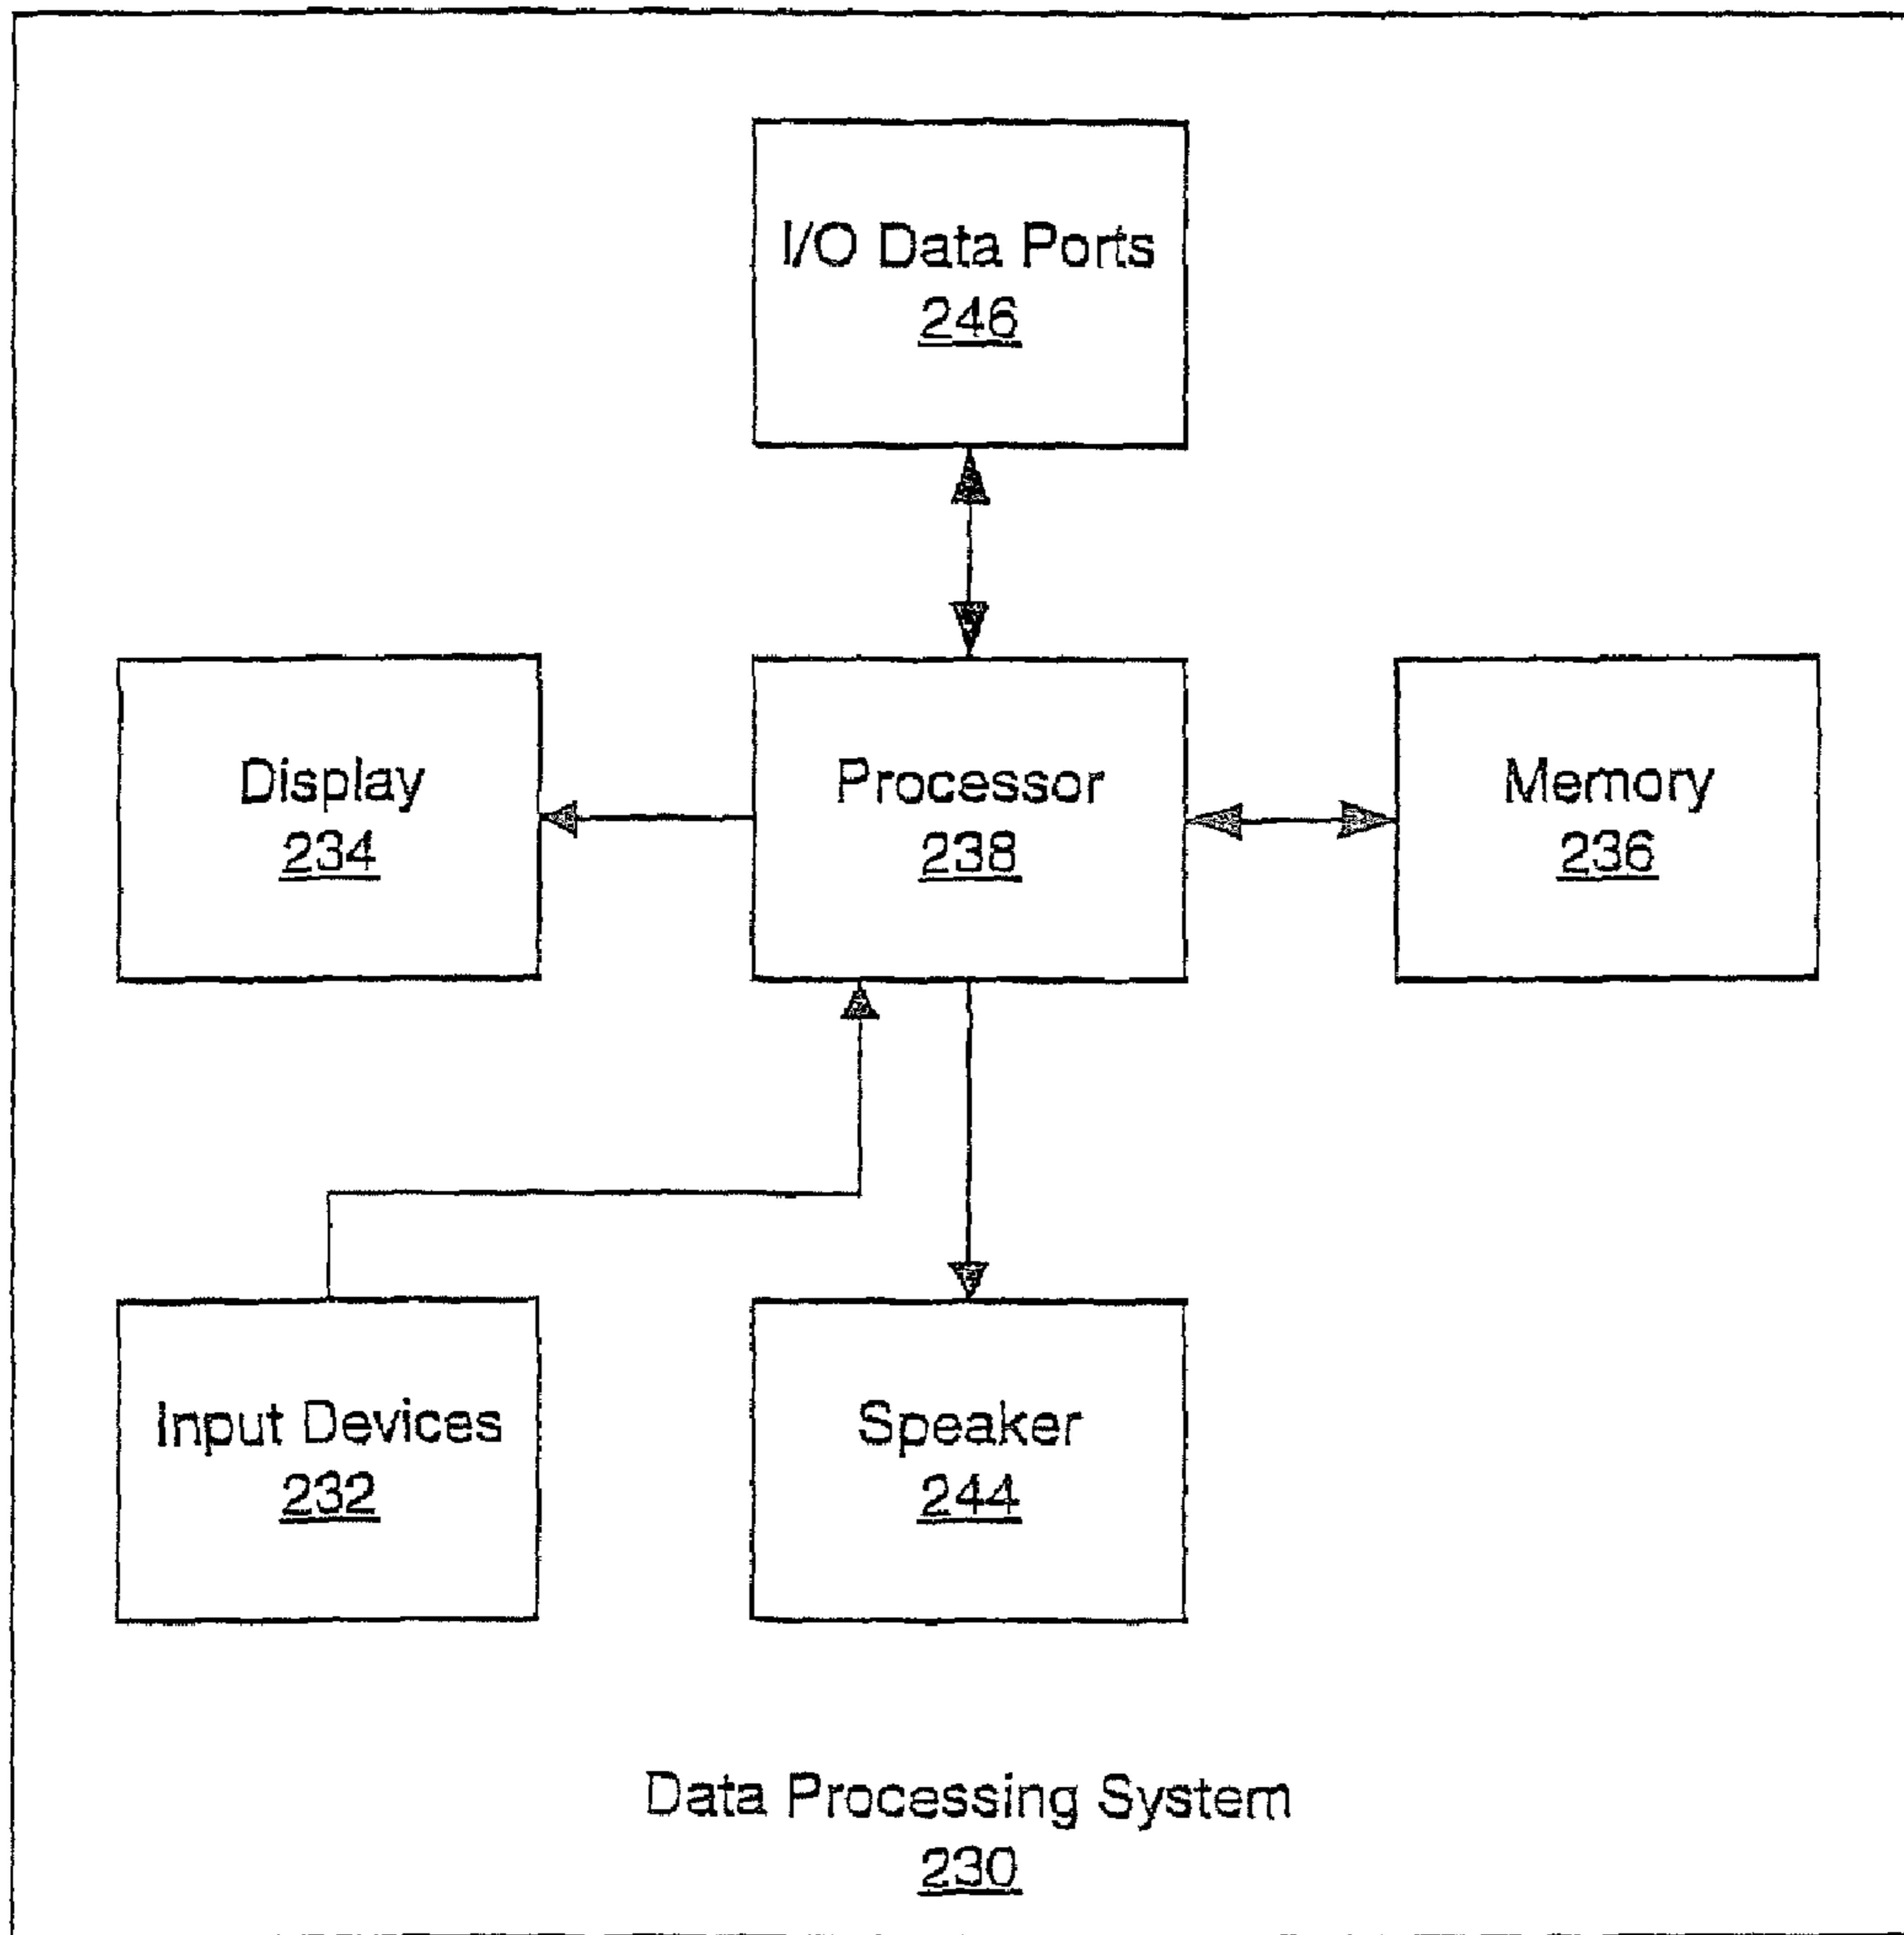 I/O Data Ports
246
Display
234
Processor
238
Memory
236
Input Devices
232
Speaker
244
Data Processing System
230